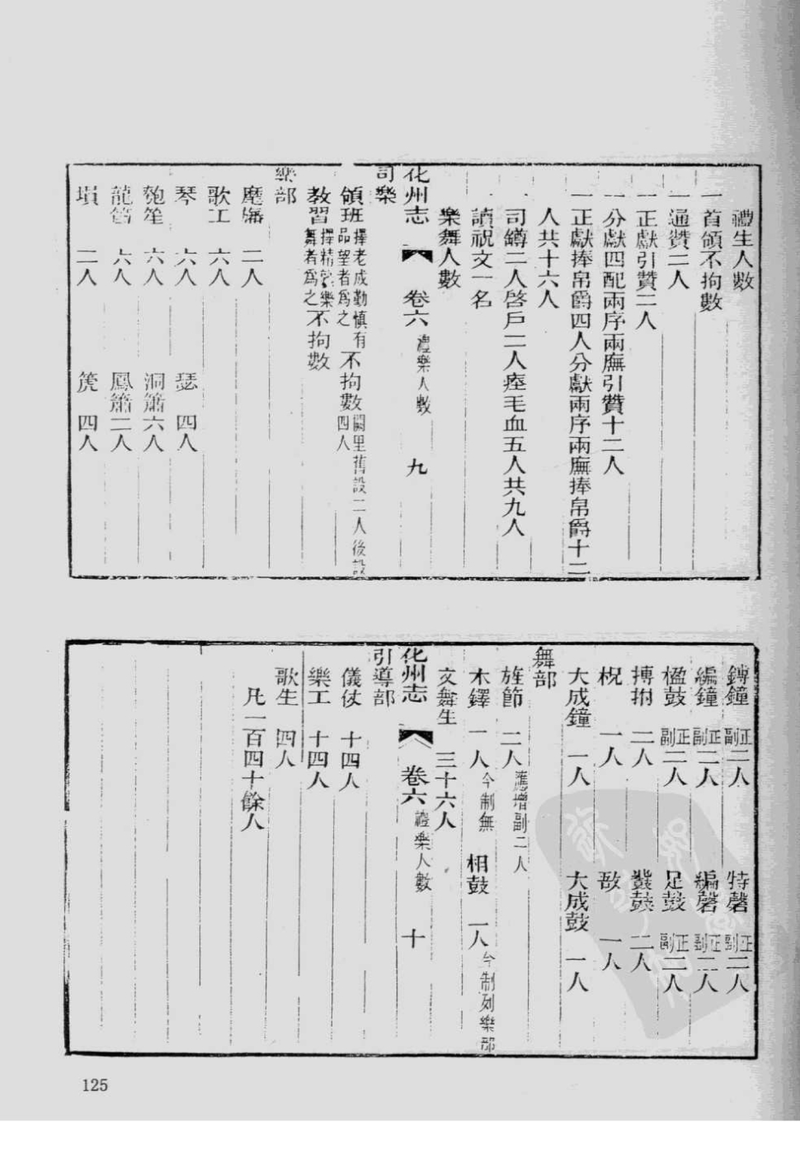 禮生人數
一首領不拘數
一通贊二人
一正獻引贊二人
一分獻四配兩序兩廡引贊十二人
一正獻捧帛爵四人分獻兩序兩廡捧帛爵十二
人共十六人
司罇二人啓戶二人瘞毛血五人共九人
讀祝文一名
樂舞人數
化州志 卷六 禮樂人數 九
司樂
領班擇老成勤慎有品望者爲之不拘數闕里舊設二人後設四人
教習擇精於樂舞者爲之不拘數
樂部
麾旛 二人
歌工 六人
琴 六人 瑟 四人
匏笙 六人 洞簫 六人
龍笛 六人 鳳簫 二人
塤 二人 篪 四人
鎛鐘 正副二人 特磬 正副二人
編鐘 正副二人 編磬 正副二人
楹鼓 正副二人 足鼓 正副二人
搏拊 二人 鼗鼓 二人
柷 一人 敔 一人
大成鐘 一人 大成鼓 一人
舞部
旌節 二人 應增副二人
木鐸 一人 今制無 相鼓 一人 今制列樂部
文舞生 三十六人
化州志 卷六 禮樂人數 十
引導部
儀仗 十四人
樂工 十四人
歌生 四人
凡一百四十餘人
125